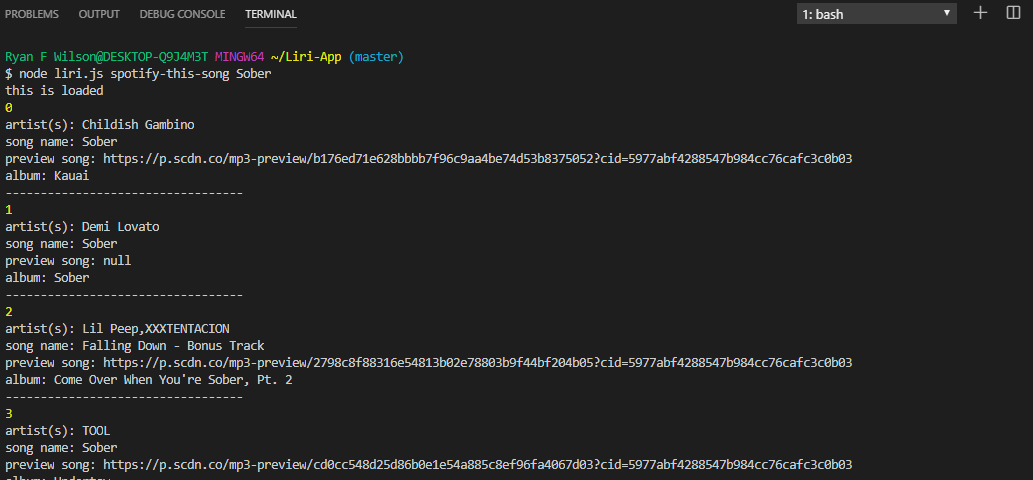 PROBLEMS OUTPUT DEBUG CONSOLE TERMINAL 1: bash
Ryan F Wilson@DESKTOP-Q9J4M3T MINGW64 ~/Liri-App (master)
$ node liri.js spotify-this-song Sober
this is loaded
0
artist(s): Childish Gambino
song name: Sober
preview song: https://p.scdn.co/mp3-preview/b176ed71e628bbbb7f96c9aa4be74d53b8375052?cid=5977abf4288547b984cc76cafc3c0b03
album: Kauai
----------------------------------
1
artist(s): Demi Lovato
song name: Sober
preview song: null
album: Sober
----------------------------------
2
artist(s): Lil Peep,XXXTENTACION
song name: Falling Down - Bonus Track
preview song: https://p.scdn.co/mp3-preview/2798c8f88316e54813b02e78803b9f44bf204b05?cid=5977abf4288547b984cc76cafc3c0b03
album: Come Over When You're Sober, Pt. 2
----------------------------------
3
artist(s): TOOL
song name: Sober
preview song: https://p.scdn.co/mp3-preview/cd0cc548d25d86b0e1e54a885c8ef96fa4067d03?cid=5977abf4288547b984cc76cafc3c0b03
album: Undertow